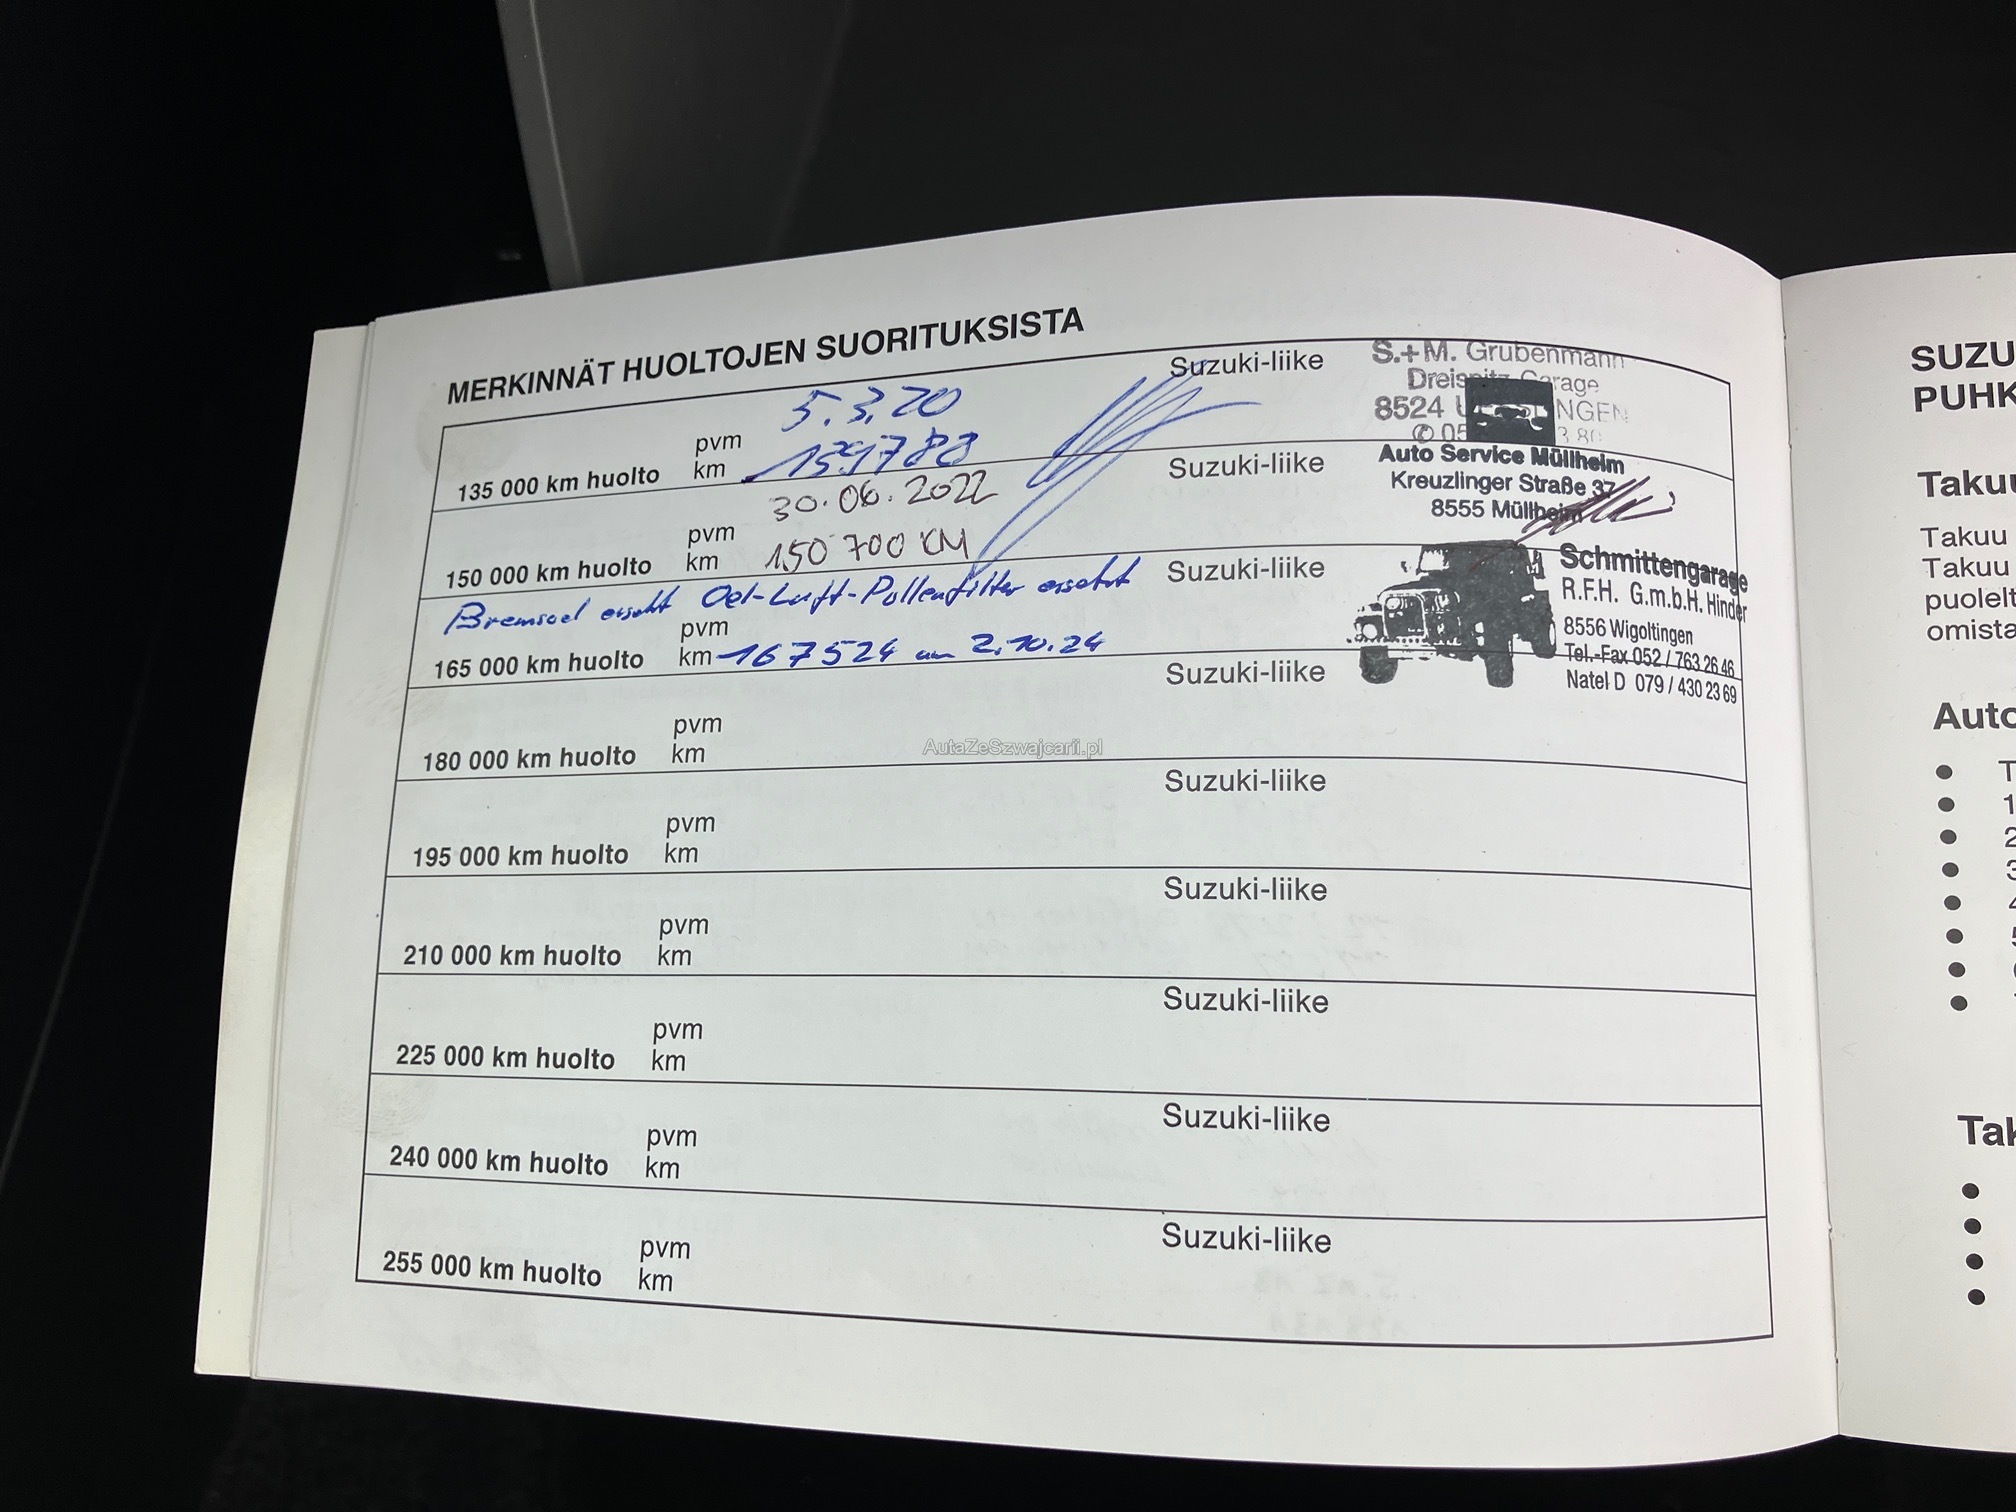 MERKINNÄT HUOLTOJEN SUORITUKSISTA
135 000 km huolto
pvm 5.3.20
km
Suzuki-liike
S.+M. Grubenmann
8524
Auto Service Müllheim
Kreuzlinger Straße 37
8555 Müllheim
150 000 km huolto
pvm 30.06.2022
km 150 700 KM
Suzuki-liike
Bremsoel ersetzt Oel-Luft-Pollenfilter ersetzt
165 000 km huolto
pvm
km 167524 am 2.10.24
Suzuki-liike
Schmittengarage
R.F.H. G.m.b.H. Hinder
8556 Wigoltingen
Tel.-Fax 052 / 763 26 46
Natel D 079 / 430 23 69
180 000 km huolto
pvm
km
Suzuki-liike
AutaZeSzwajcarii.pl
195 000 km huolto
pvm
km
Suzuki-liike
210 000 km huolto
pvm
km
Suzuki-liike
225 000 km huolto
pvm
km
Suzuki-liike
240 000 km huolto
pvm
km
Suzuki-liike
255 000 km huolto
pvm
km
Suzuki-liike
SUZU
PUHK
Takuu
Takuu
Takuu
puolelt
omista
Auto
Tak